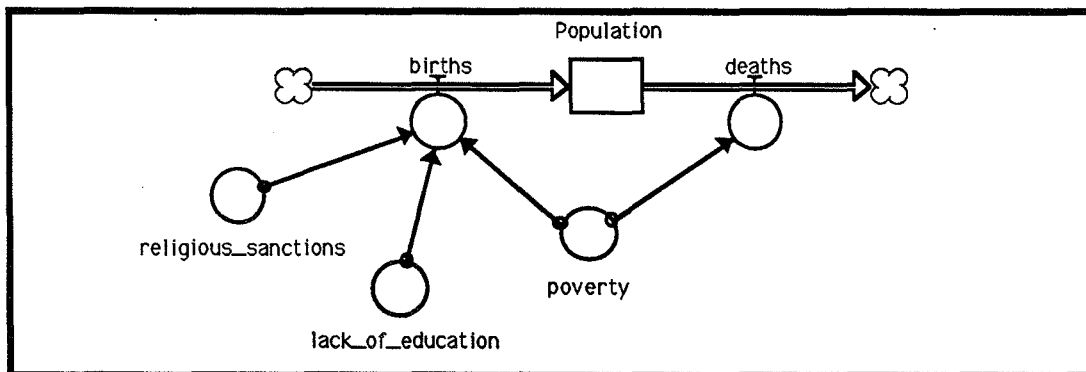 Population
births
deaths
religious_sanctions
poverty
lack_of_education